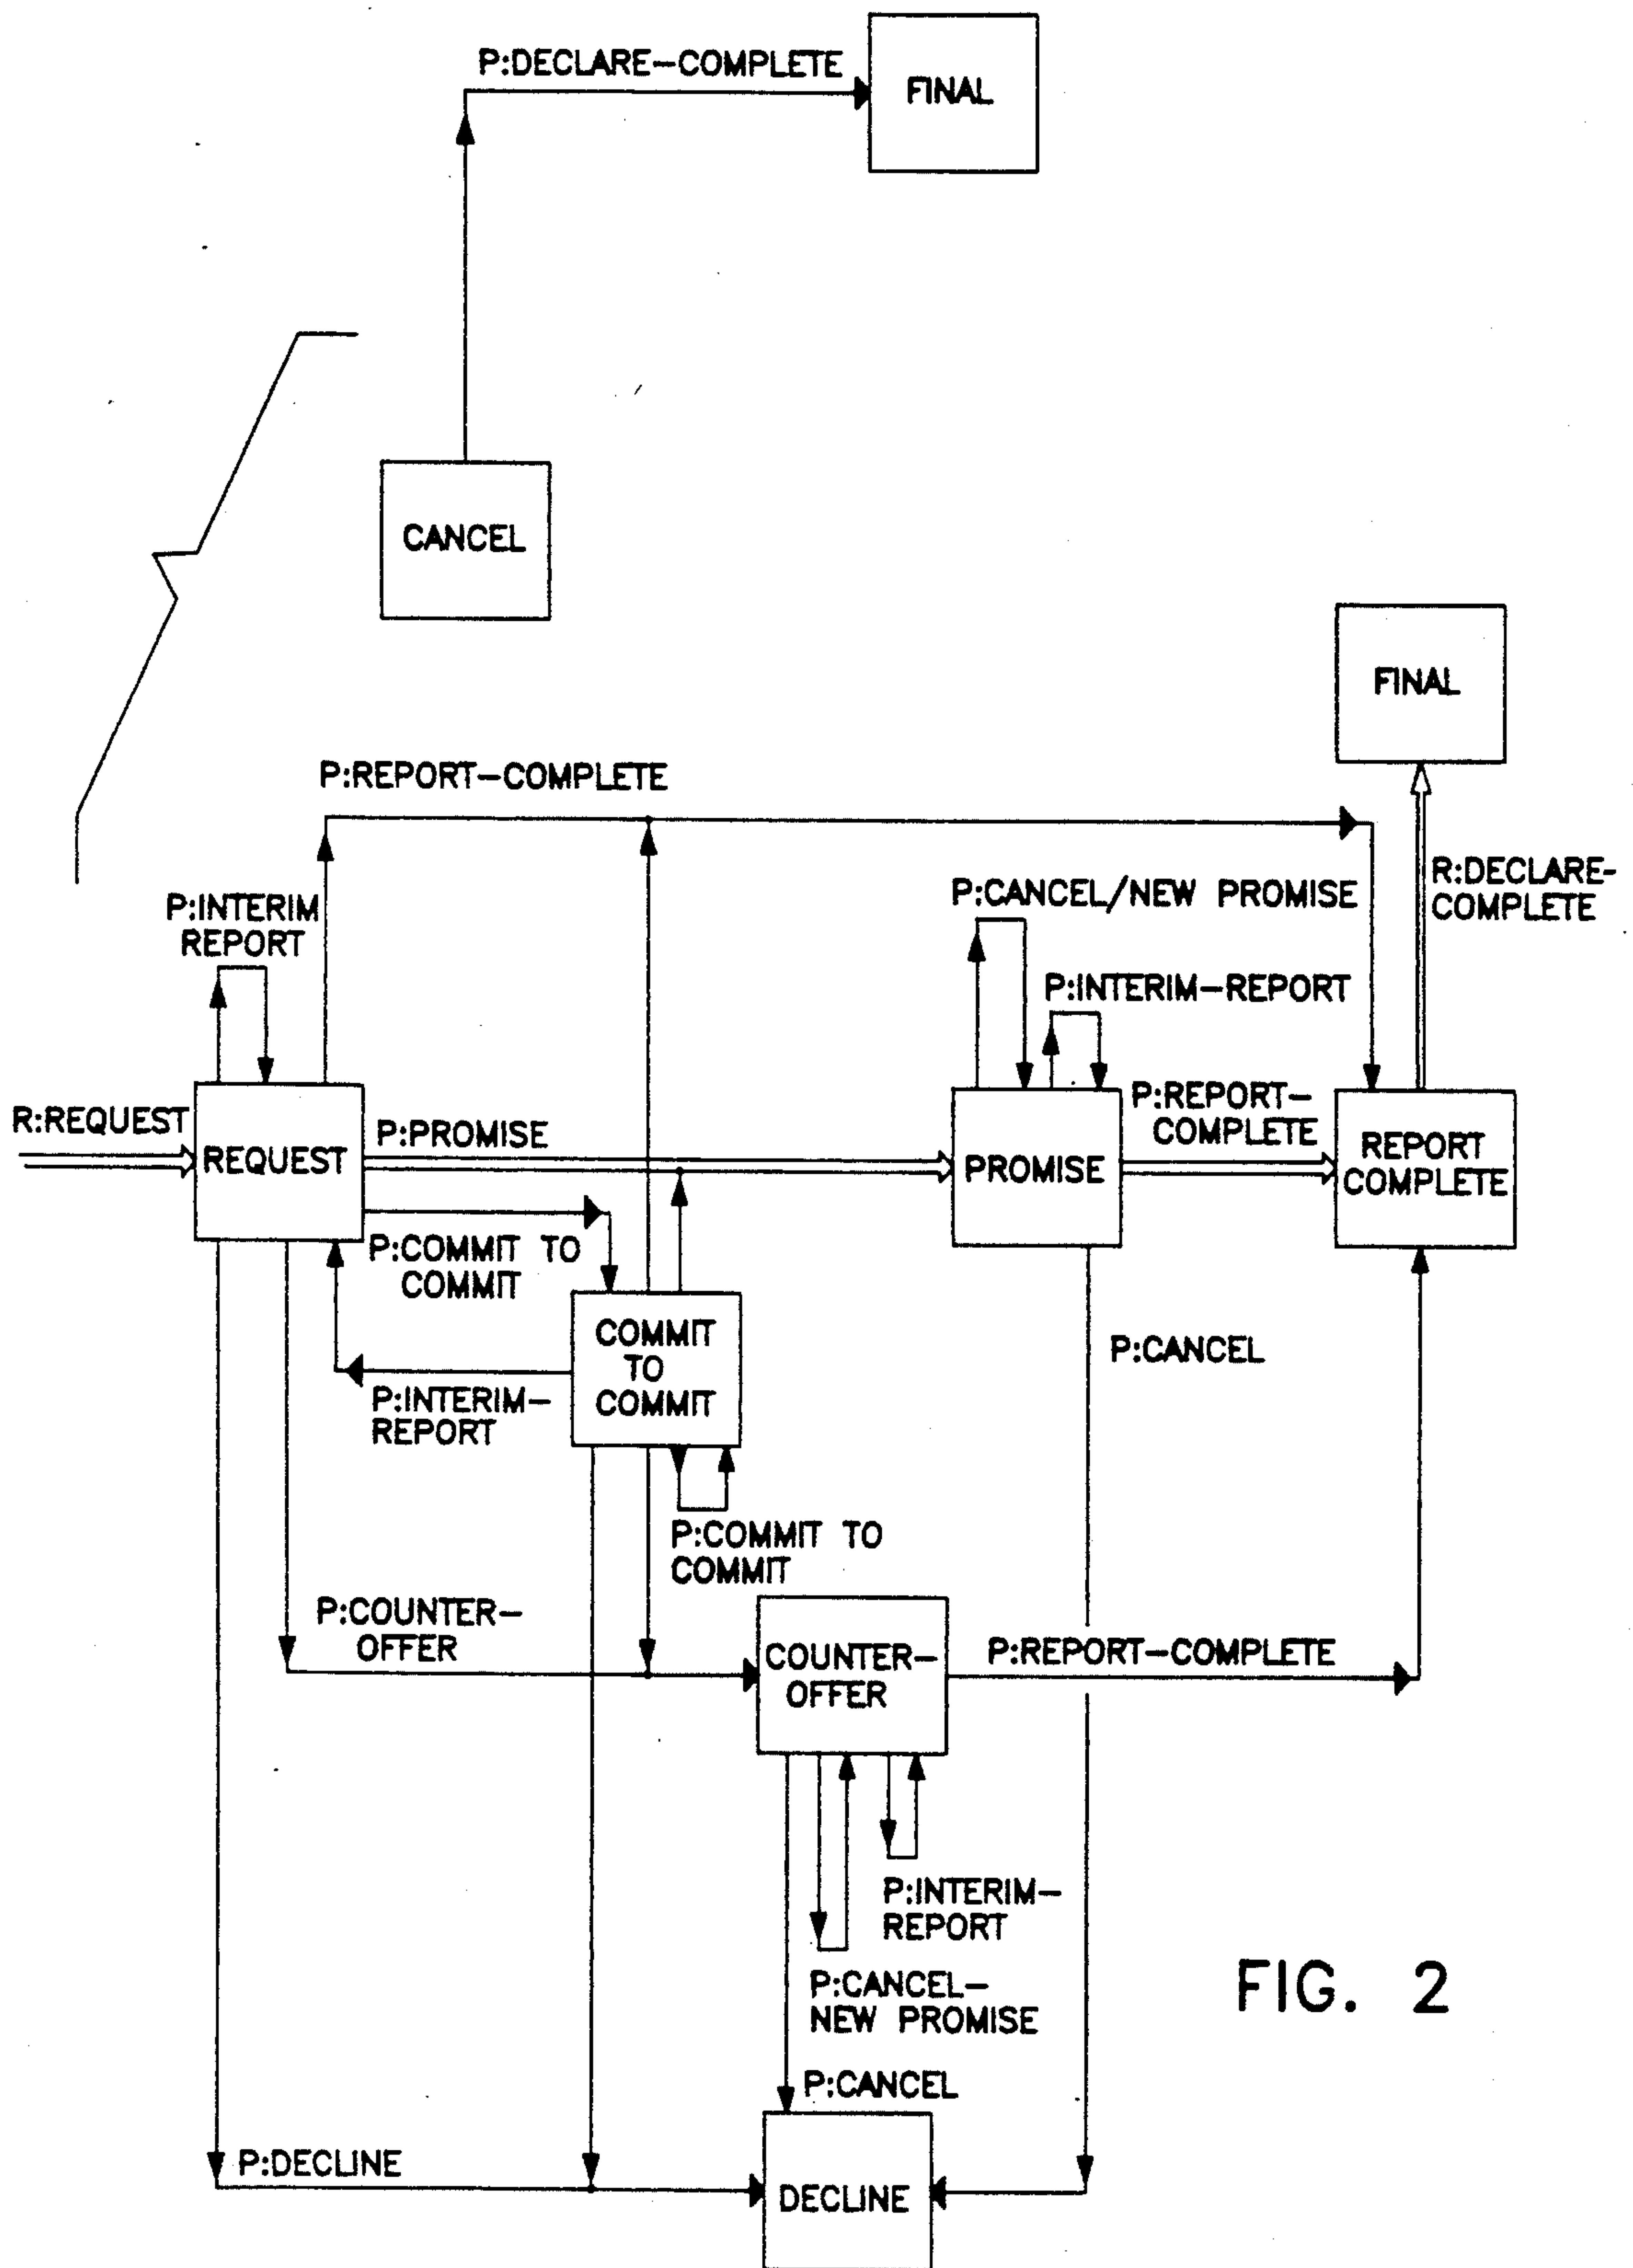 P:DECLARE-COMPLETE
FINAL
CANCEL
FINAL
P:REPORT-COMPLETE
R:DECLARE-
COMPLETE
P:CANCEL/NEW PROMISE
P:INTERIM
REPORT
P:INTERIM-REPORT
R:REQUEST
REQUEST
P:PROMISE
PROMISE
P:REPORT-
COMPLETE
REPORT
COMPLETE
P:COMMIT TO
COMMIT
COMMIT
TO
COMMIT
P:CANCEL
P:INTERIM-
REPORT
P:COMMIT TO
COMMIT
P:COUNTER-
OFFER
COUNTER-
OFFER
P:REPORT-COMPLETE
P:INTERIM-
REPORT
P:CANCEL-
NEW PROMISE
FIG. 2
P:CANCEL
P:DECLINE
DECLINE